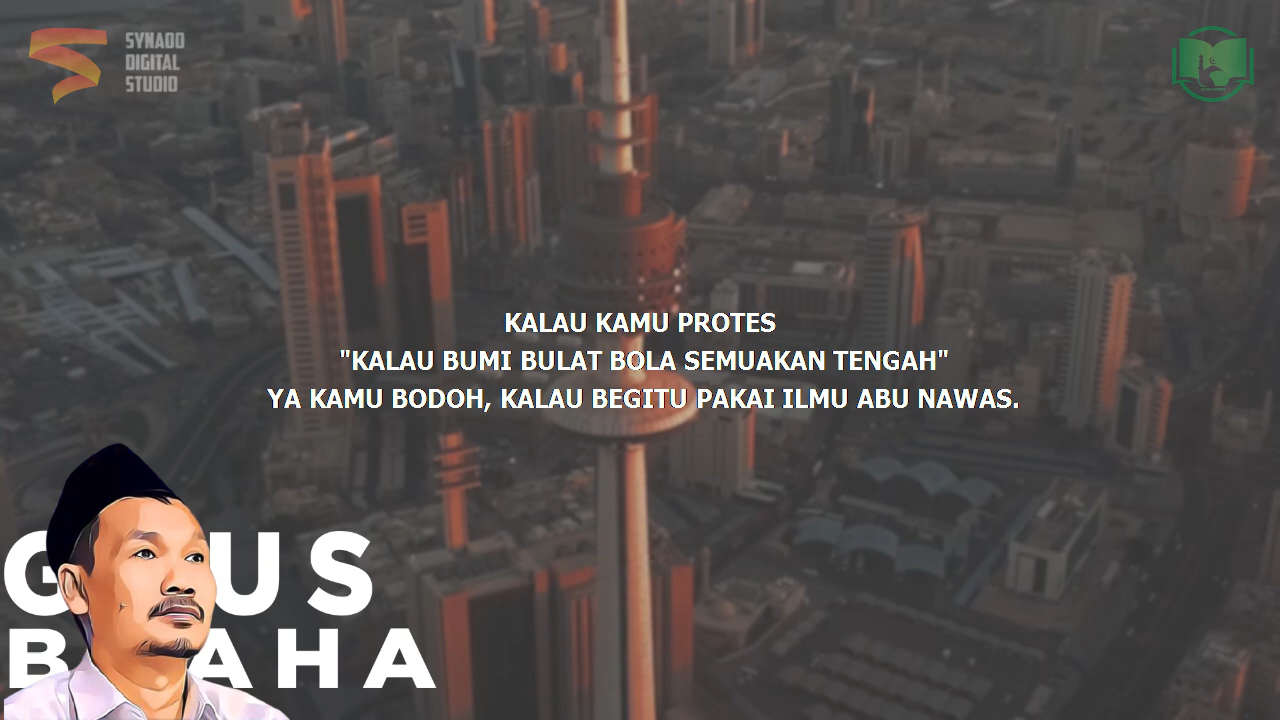 SYNADO
DIGITAL
STUDIO
KALAU KAMU PROTES
"KALAU BUMI BULAT BOLA SEMUAKAN TENGAH"
YA KAMU BODOH, KALAU BEGITU PAKAI ILMU ABU NAWAS.
GUS
BAHA